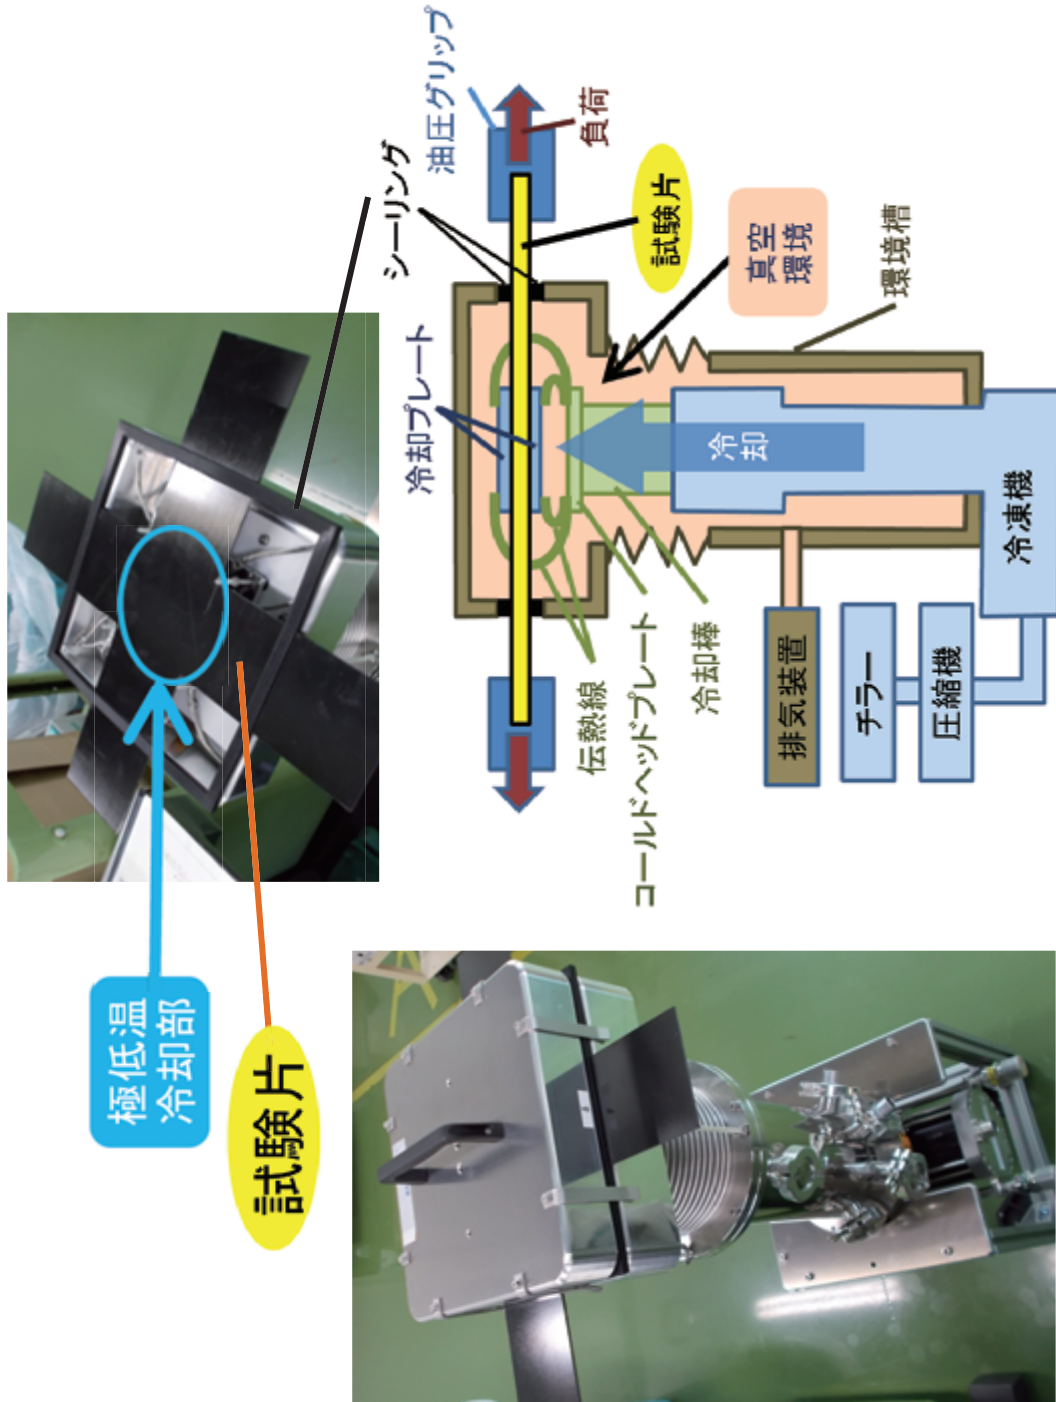 極低温
冷却部
試験片
シーリング
油圧グリップ
負荷
冷却プレート
試験片
真空
環境
環境槽
冷却
伝熱線
コールドヘッドプレート
冷却棒
排気装置
チラー
圧縮機
冷凍機